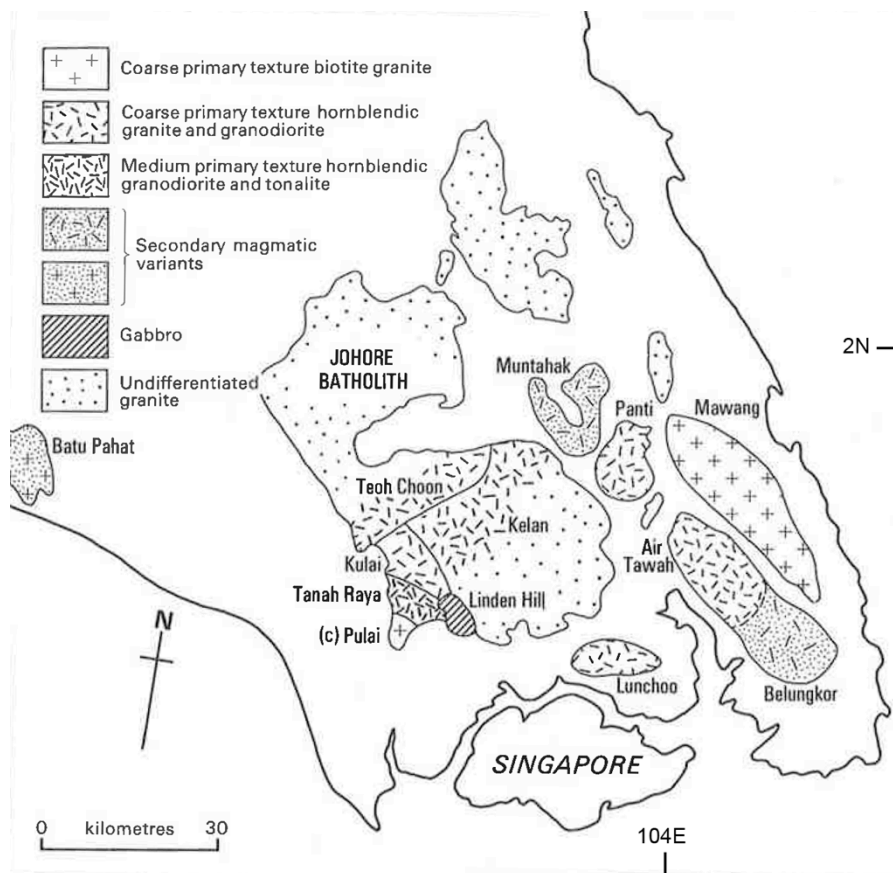 Coarse primary texture biotite granite
Coarse primary texture hornblendic
granite and granodiorite
Medium primary texture hornblendic
granodiorite and tonalite
Secondary magmatic
variants
Gabbro
Undifferentiated
granite
JOHORE
BATHOLITH
2N
Muntahak
Panti
Mawang
Batu Pahat
Teoh Choon
Kelan
Air
Tawah
Kulai
Tanah Raya
Linden Hill
(c) Pulai
N
Lunchoo
Belungkor
SINGAPORE
0 kilometres 30
104E